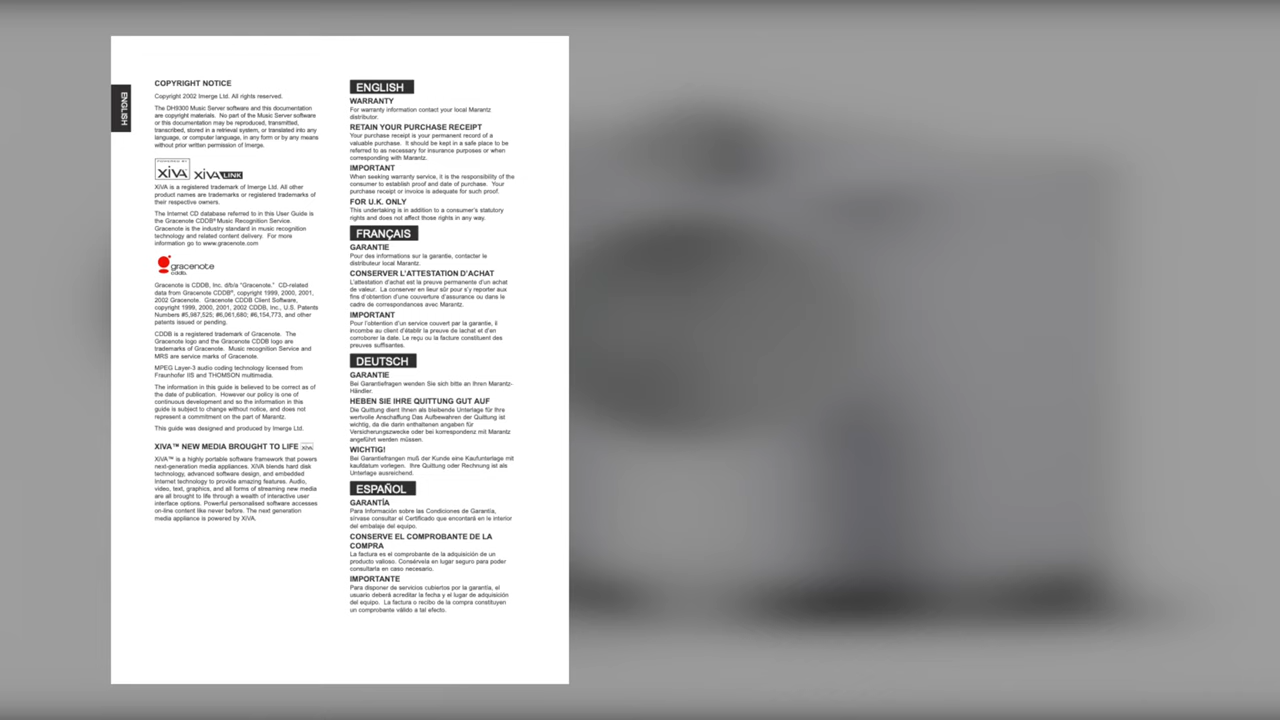 ENGLISH
COPYRIGHT NOTICE
Copyright 2002 Imerge Ltd. All rights reserved.
The DH9300 Music Server software and this documentation
are copyright materials. No part of the Music Server software
or this documentation may be reproduced, transmitted,
transcribed, stored in a retrieval system, or translated into any
language, or computer language, in any form or by any means
without prior written permission of Imerge.
POWERED BY
XiVA XiVA LINK
XiVA is a registered trademark of Imerge Ltd. All other
product names are trademarks or registered trademarks of
their respective owners.
The Internet CD database referred to in this User Guide is
the Gracenote CDDB® Music Recognition Service.
Gracenote is the industry standard in music recognition
technology and related content delivery. For more
information go to www.gracenote.com
gracenote
cddb.
Gracenote is CDDB, Inc. d/b/a "Gracenote." CD-related
data from Gracenote CDDB®, copyright 1999, 2000, 2001,
2002 Gracenote. Gracenote CDDB Client Software,
copyright 1999, 2000, 2001, 2002 CDDB, Inc., U.S. Patents
Numbers #5,987,525; #6,061,680; #6,154,773, and other
patents issued or pending.
CDDB is a registered trademark of Gracenote. The
Gracenote logo and the Gracenote CDDB logo are
trademarks of Gracenote. Music recognition Service and
MRS are service marks of Gracenote.
MPEG Layer-3 audio coding technology licensed from
Fraunhofer IIS and THOMSON multimedia.
The information in this guide is believed to be correct as of
the date of publication. However our policy is one of
continuous development and so the information in this
guide is subject to change without notice, and does not
represent a commitment on the part of Marantz.
This guide was designed and produced by Imerge Ltd.
XIVA™ NEW MEDIA BROUGHT TO LIFE XiVA
XiVA™ is a highly portable software framework that powers
next-generation media appliances. XiVA blends hard disk
technology, advanced software design, and embedded
Internet technology to provide amazing features. Audio,
video, text, graphics, and all forms of streaming new media
are all brought to life through a wealth of interactive user
interface options. Powerful personalised software accesses
on-line content like never before. The next generation
media appliance is powered by XiVA.
ENGLISH
WARRANTY
For warranty information contact your local Marantz
distributor.
RETAIN YOUR PURCHASE RECEIPT
Your purchase receipt is your permanent record of a
valuable purchase. It should be kept in a safe place to be
referred to as necessary for insurance purposes or when
corresponding with Marantz.
IMPORTANT
When seeking warranty service, it is the responsibility of the
consumer to establish proof and date of purchase. Your
purchase receipt or invoice is adequate for such proof.
FOR U.K. ONLY
This undertaking is in addition to a consumer's statutory
rights and does not affect those rights in any way.
FRANÇAIS
GARANTIE
Pour des informations sur la garantie, contacter le
distributeur local Marantz.
CONSERVER L'ATTESTATION D'ACHAT
L'attestation d'achat est la preuve permanente d'un achat
de valeur. La conserver en lieu sûr pour s'y reporter aux
fins d'obtention d'une couverture d'assurance ou dans le
cadre de correspondances avec Marantz.
IMPORTANT
Pour l'obtention d'un service couvert par la garantie, il
incombe au client d'établir la preuve de lachat et d'en
corroborer la date. Le reçu ou la facture constituent des
preuves suffisantes.
DEUTSCH
GARANTIE
Bei Garantiefragen wenden Sie sich bitte an Ihren Marantz-
Händler.
HEBEN SIE IHRE QUITTUNG GUT AUF
Die Quittung dient Ihnen als bleibende Unterlage für Ihre
wertvolle Anschaffung Das Aufbewahren der Quittung ist
wichtig, da die darin enthaltenen angaben für
Versicherungszwecke oder bei korrespondenz mit Marantz
angeführt werden müssen.
WICHTIG!
Bei Garantiefrangen muß der Kunde eine Kaufunterlage mit
kaufdatum vorlegen. Ihre Quittung oder Rechnung ist als
Unterlage ausreichend.
ESPAÑOL
GARANTÍA
Para Información sobre las Condiciones de Garantía,
sírvase consultar el Certificado que encontará en le interior
del embalaje del equipo.
CONSERVE EL COMPROBANTE DE LA
COMPRA
La factura es el comprobante de la adquisición de un
producto valioso. Consérvela en lugar seguro para poder
consultarla en caso necesario.
IMPORTANTE
Para disponer de servicios cubiertos por la garantía, el
usuario deberá acreditar la fecha y el lugar de adquisición
del equipo. La factura o recibo de la compra constituyen
un comprobante válido a tal efecto.